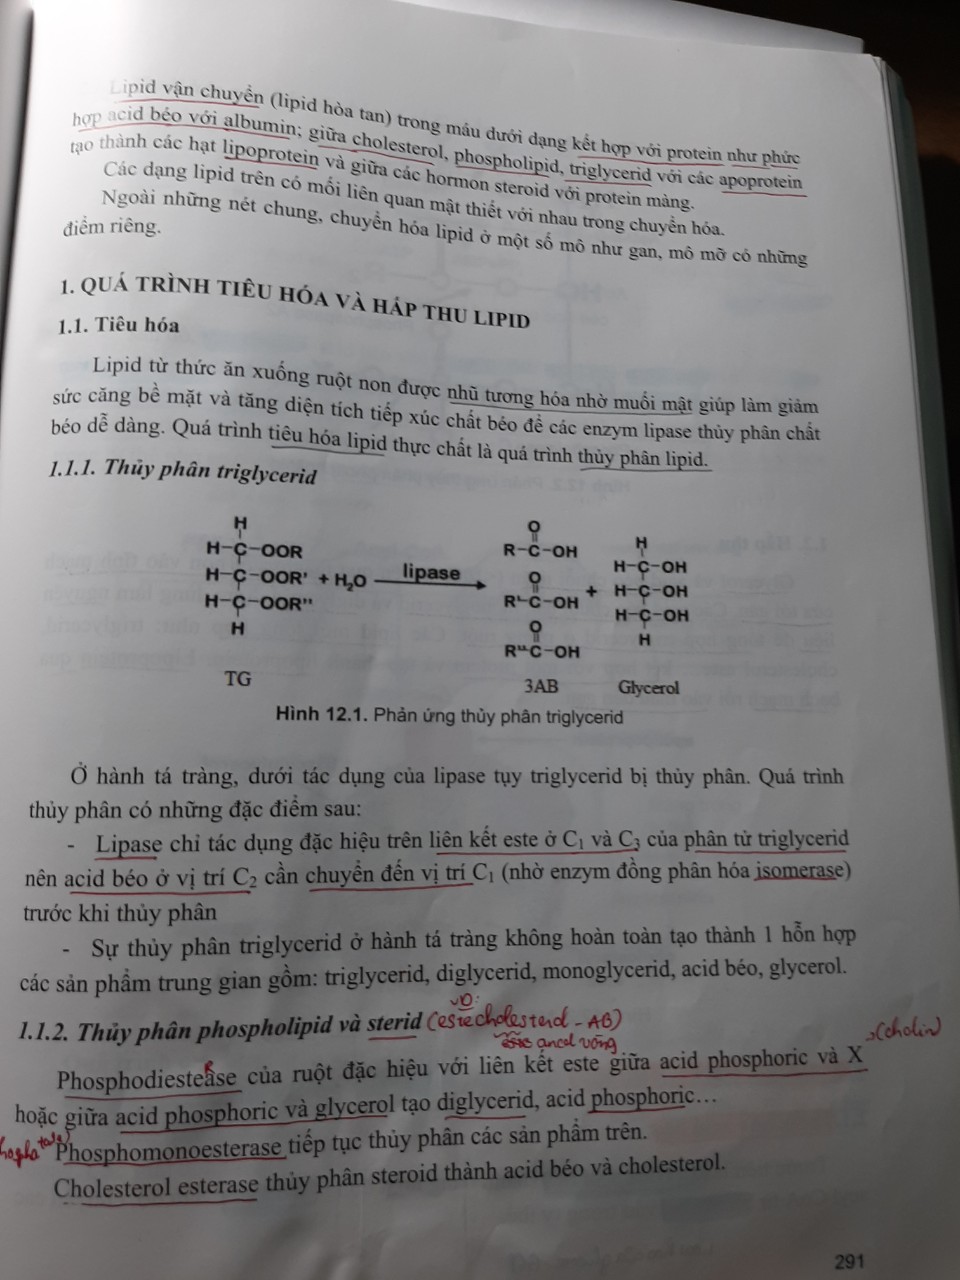 Lipid vận chuyển (lipid hòa tan) trong máu dưới dạng kết hợp với protein như phức
hợp acid béo với albumin; giữa cholesterol, phospholipid, triglycerid với các apoprotein
tạo thành các hạt lipoprotein và giữa các hormon steroid với protein màng.
Các dạng lipid trên có mối liên quan mật thiết với nhau trong chuyển hóa.
Ngoài những nét chung, chuyển hóa lipid ở một số mô như gan, mô mỡ có những
điểm riêng.
1. QUÁ TRÌNH TIÊU HÓA VÀ HẤP THU LIPID
1.1. Tiêu hóa
Lipid từ thức ăn xuống ruột non được nhũ tương hóa nhờ muối mật giúp làm giảm
sức căng bề mặt và tăng diện tích tiếp xúc chất béo để các enzym lipase thủy phân chất
béo dễ dàng. Quá trình tiêu hóa lipid thực chất là quá trình thủy phân lipid.
1.1.1. Thủy phân triglycerid
H
H-C-OOR
H-C-OOR' + H₂O
H-C-OOR''
H
lipase
O
R-C-OH
O
R'-C-OH
O
R''-C-OH
+
H
H-C-OH
H-C-OH
H-C-OH
H
TG
3AB
Glycerol
Hình 12.1. Phản ứng thủy phân triglycerid
Ở hành tá tràng, dưới tác dụng của lipase tụy triglycerid bị thủy phân. Quá trình
thủy phân có những đặc điểm sau:
- Lipase chỉ tác dụng đặc hiệu trên liên kết este ở C₁ và C₃ của phân tử triglycerid
nên acid béo ở vị trí C₂ cần chuyển đến vị trí C₁ (nhờ enzym đồng phân hóa isomerase)
trước khi thủy phân
- Sự thủy phân triglycerid ở hành tá tràng không hoàn toàn tạo thành 1 hỗn hợp
các sản phẩm trung gian gồm: triglycerid, diglycerid, monoglycerid, acid béo, glycerol.
VD:
1.1.2. Thủy phân phospholipid và sterid (estecholesterid - AB)
este ancol vòng
(cholin)
Phosphodiestease của ruột đặc hiệu với liên kết este giữa acid phosphoric và X
hoặc giữa acid phosphoric và glycerol tạo diglycerid, acid phosphoric…
Phosphomonoesterase tiếp tục thủy phân các sản phẩm trên.
Cholesterol esterase thủy phân steroid thành acid béo và cholesterol.
291